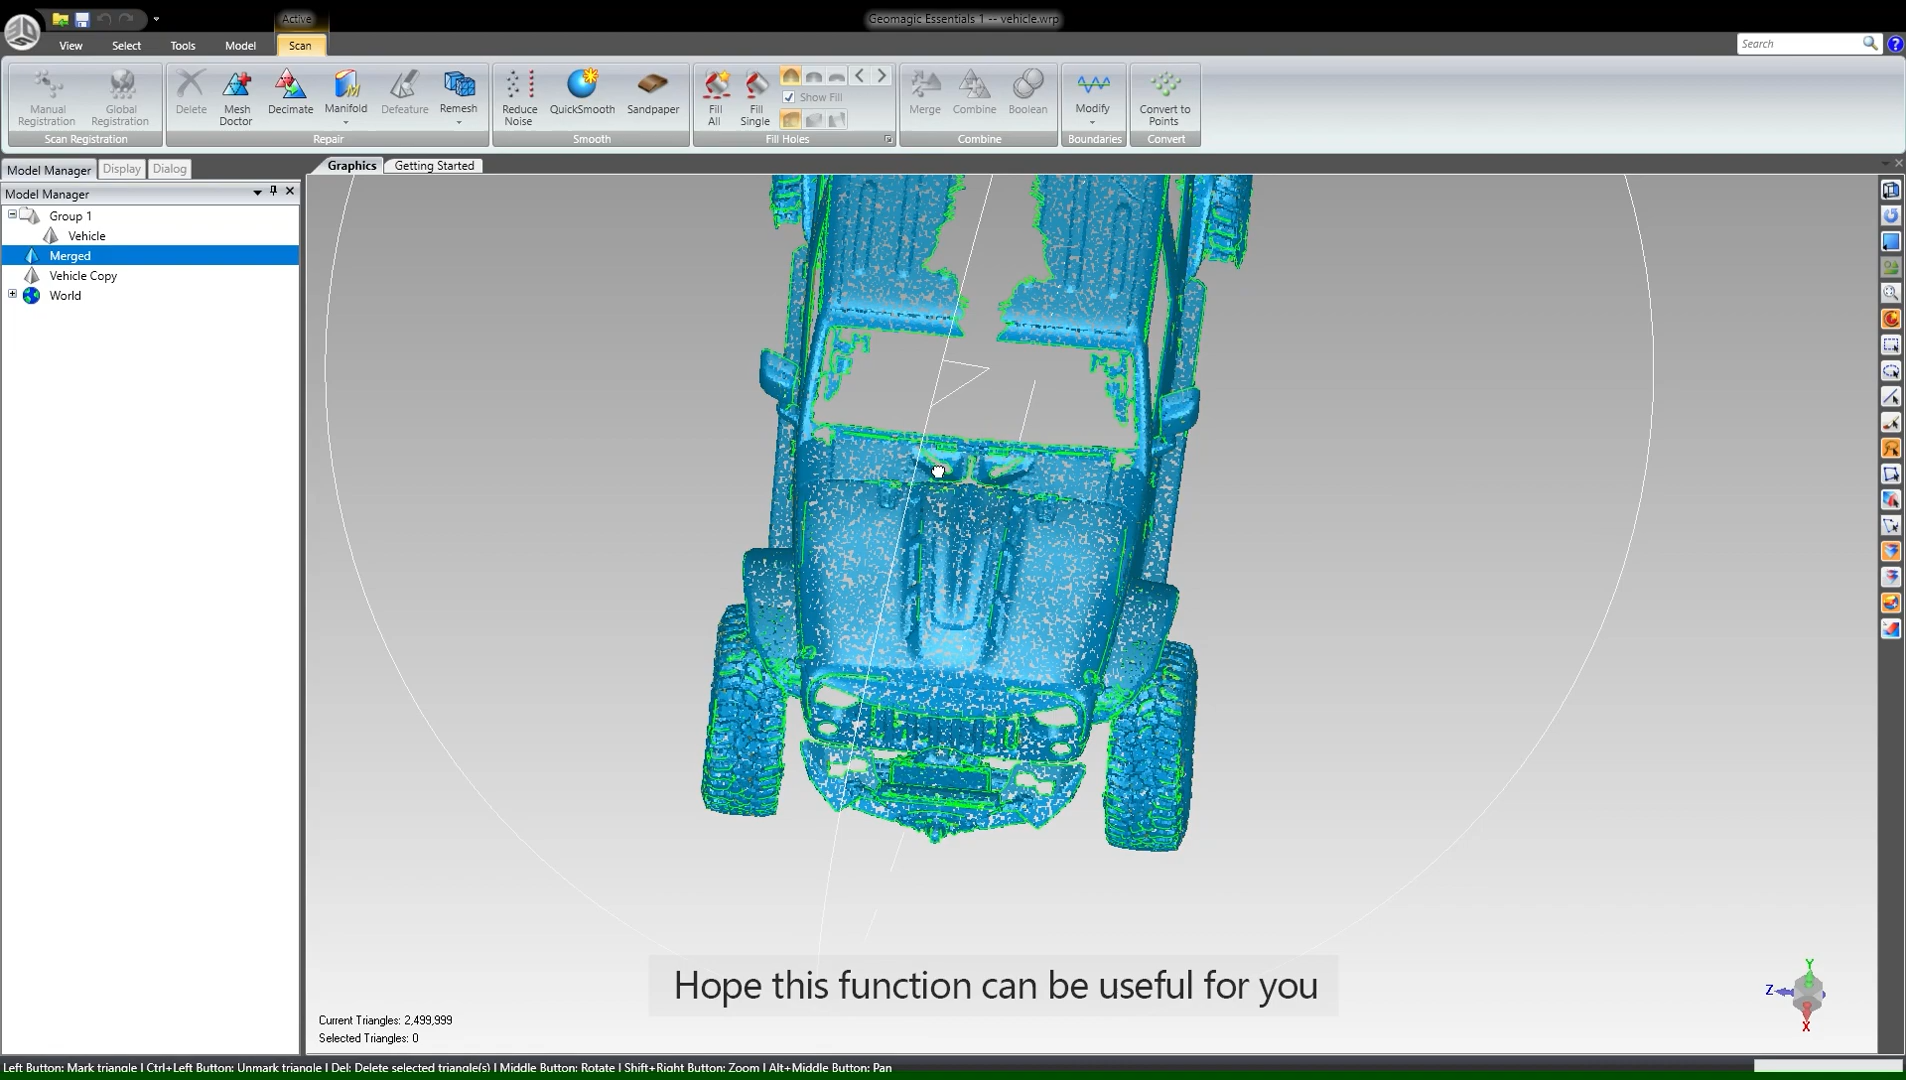 Active
Geomagic Essentials 1 -- vehicle.wrp
View Select Tools Model Scan
Search
Manual Registration
Global Registration
Scan Registration
Delete
Mesh Doctor
Decimate
Manifold
Defeature
Remesh
Repair
Reduce Noise
QuickSmooth
Sandpaper
Smooth
Fill All
Fill Single
Show Fill
Fill Holes
Merge
Combine
Boolean
Combine
Modify
Boundaries
Convert to Points
Convert
Model Manager Display Dialog
Graphics Getting Started
Model Manager
Group 1
Vehicle
Merged
Vehicle Copy
World
Hope this function can be useful for you
Y
Z
X
Current Triangles: 2,499,999
Selected Triangles: 0
Left Button: Mark triangle | Ctrl+Left Button: Unmark triangle | Del: Delete selected triangle(s) | Middle Button: Rotate | Shift+Right Button: Zoom | Alt+Middle Button: Pan